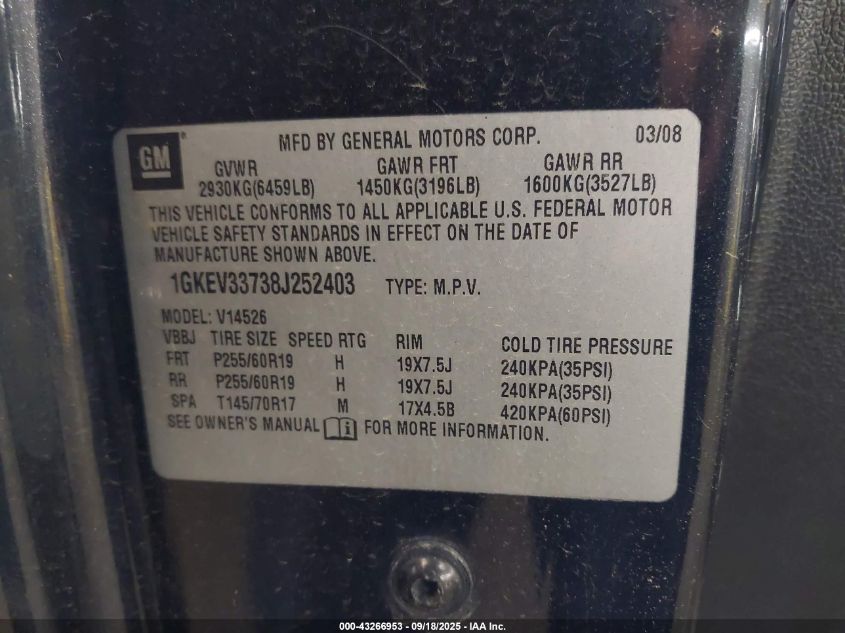 GM
MFD BY GENERAL MOTORS CORP. 03/08
GVWR GAWR FRT GAWR RR
2930KG(6459LB) 1450KG(3196LB) 1600KG(3527LB)
THIS VEHICLE CONFORMS TO ALL APPLICABLE U.S. FEDERAL MOTOR
VEHICLE SAFETY STANDARDS IN EFFECT ON THE DATE OF
MANUFACTURE SHOWN ABOVE.
1GKEV33738J252403 TYPE: M.P.V.
MODEL: V14526
VBBJ TIRE SIZE SPEED RTG RIM COLD TIRE PRESSURE
FRT P255/60R19 H 19X7.5J 240KPA(35PSI)
RR P255/60R19 H 19X7.5J 240KPA(35PSI)
SPA T145/70R17 M 17X4.5B 420KPA(60PSI)
SEE OWNER'S MANUAL i FOR MORE INFORMATION.
000-43266953 - 09/18/2025 - IAA Inc.